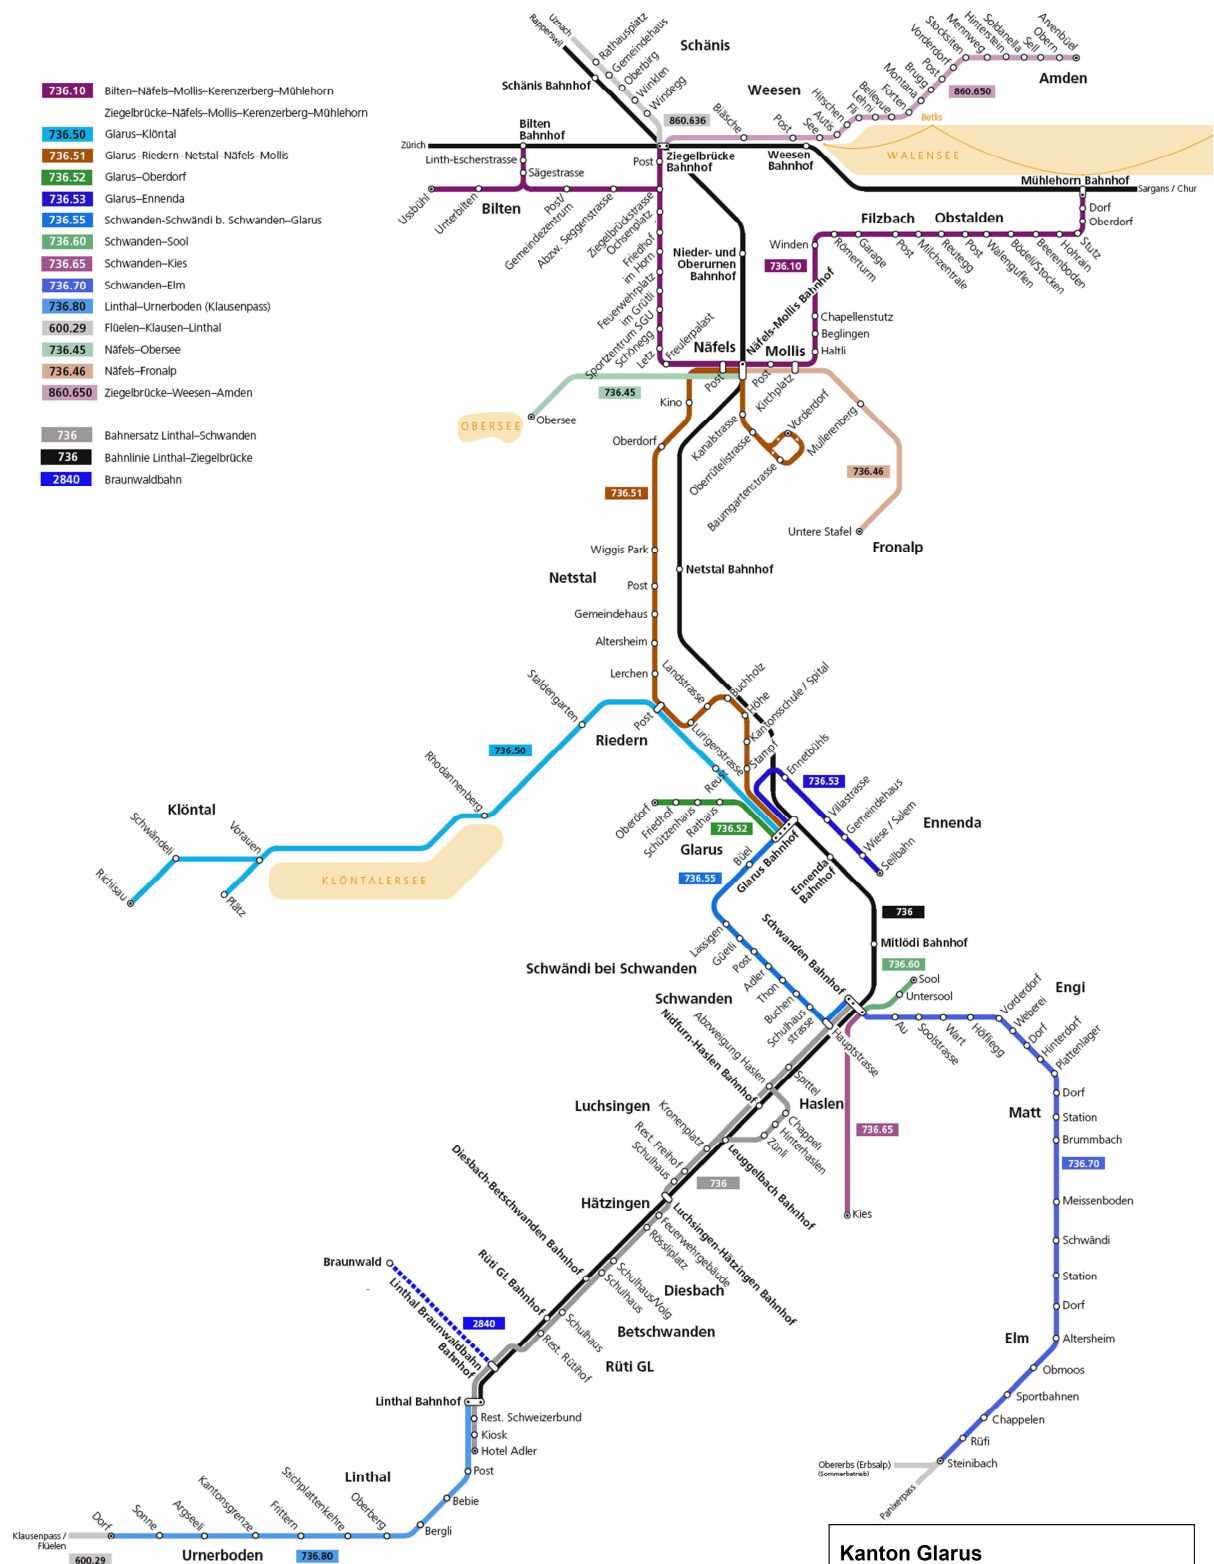 736.10 Bilten–Näfels–Mollis–Kerenzerberg–Mühlehorn
Ziegelbrücke–Näfels–Mollis–Kerenzerberg–Mühlehorn
736.50 Glarus–Klöntal
736.51 Glarus–Riedern–Netstal–Näfels–Mollis
736.52 Glarus–Oberdorf
736.53 Glarus–Ennenda
736.55 Schwanden-Schwändi b. Schwanden–Glarus
736.60 Schwanden–Sool
736.65 Schwanden–Kies
736.70 Schwanden–Elm
736.80 Linthal–Urnerboden (Klausenpass)
600.29 Flüelen–Klausen–Linthal
736.45 Näfels–Obersee
736.46 Näfels–Fronalp
860.650 Ziegelbrücke–Weesen–Amden
736 Bahnersatz Linthal–Schwanden
736 Bahnlinie Linthal–Ziegelbrücke
2840 Braunwaldbahn
Uznach
Rapperswil
Rathausplatz
Gemeindehaus
Oberbirg
Winklen
Windegg
Schänis
Schänis Bahnhof
860.636
Weesen
Biäsche
Post
See
Autis
Hirschen
Fli
Lehni
Bellevue
Forten
Montana
Brugg
Post
Vorderdorf
Stocksiten
Mennweg
Hinterstein
Soldanella
Sell
Obern
Arvenbüel
Amden
860.650
Betlis
WALENSEE
Bilten
Bahnhof
Zürich
Linth-Escherstrasse
Sägestrasse
Ussbühl
Unterbilten
Bilten
Post/
Gemeindezentrum
Abzw. Seggenstrasse
Post
Ziegelbrücke
Bahnhof
Weesen
Bahnhof
Mühlehorn Bahnhof
Sargans / Chur
Dorf
Oberdorf
Stutz
Hohrain
Beerenboden
Bödeli/Stocken
Walenguflen
Post
Reutegg
Milchzentrale
Post
Garage
Römerturm
Filzbach
Obstalden
Winden
736.10
Chapellenstutz
Beglingen
Haltli
Ziegelbrückstrasse
Ochsenplatz
Friedhof
im Horn
Feuerwehrplatz
im Grütli
Sportzentrum SGU
Schönegg
Letz
Freulerpalast
Nieder- und
Oberurnen
Bahnhof
Näfels-Mollis Bahnhof
Näfels
Mollis
Post
Post
Kirchplatz
736.45
Obersee
OBERSEE
Kino
Oberdorf
Kanalstrasse
Oberrütelistrasse
Baumgartenstrasse
Vorderdorf
Mullerenberg
736.46
Untere Stafel
Fronalp
736.51
Wiggis Park
Netstal
Post
Gemeindehaus
Altersheim
Lerchen
Netstal Bahnhof
Landstrasse
Buchholz
Höhe
Kantonsschule / Spital
Stampf
Lurigenstrasse
Post
Riedern
Staldengarten
736.50
Rhodannenberg
Reust
Klöntal
Schwändeli
Vorauen
Richisau
Plätz
KLÖNTALERSEE
Ennetbühls
736.53
Villastrasse
Gemeindehaus
Wiese / Salem
Seilbahn
Ennenda
Oberdorf
Friedhof
Schützenhaus
Rathaus
736.52
Glarus
Büel
Glarus Bahnhof
Ennenda
Bahnhof
736.55
736
Mitlödi Bahnhof
Lassigen
Güetli
Post
Adler
Thon
Buchen
Schulhaus
strasse
Schwändi bei Schwanden
Schwanden Bahnhof
736.60
Sool
Untersool
Schwanden
Hauptstrasse
Au
Soolstrasse
Wart
Höfliegg
Vorderdorf
Weberei
Dorf
Hinterdorf
Plattenlager
Engi
Dorf
Matt
Station
Brummbach
736.70
Meissenboden
Schwändi
Station
Dorf
Elm
Altersheim
Obmoos
Sportbahnen
Chappelen
Rüfi
Steinibach
Obererbs (Erbsalp)
(Sommerbetrieb)
Panixerpass
736.65
Kies
Abzweigung Haslen
Nidfurn-Haslen Bahnhof
Spittel
Haslen
Chappeli
Hinterhaslen
Zünli
Leuggelbach Bahnhof
Luchsingen
Kronenplatz
Rest. Freihof
Schulhaus
736
Hätzingen
Luchsingen-Hätzingen Bahnhof
Feuerwehrgebäude
Rössliplatz
Diesbach-Betschwanden Bahnhof
Diesbach
Schulhaus/Volg
Schulhaus
Betschwanden
Rüti GL Bahnhof
Schulhaus
Rest. Rütihof
Rüti GL
Braunwald
2840
Linthal Braunwaldbahn
Bahnhof
Linthal Bahnhof
Rest. Schweizerbund
Kiosk
Hotel Adler
Post
Bebie
Bergli
Linthal
Oberberg
Stichplattenkehre
Frittern
Kantonsgrenze
Argseeli
Sonne
Dorf
Klausenpass /
Flüelen
600.29
Urnerboden
736.80
Kanton Glarus